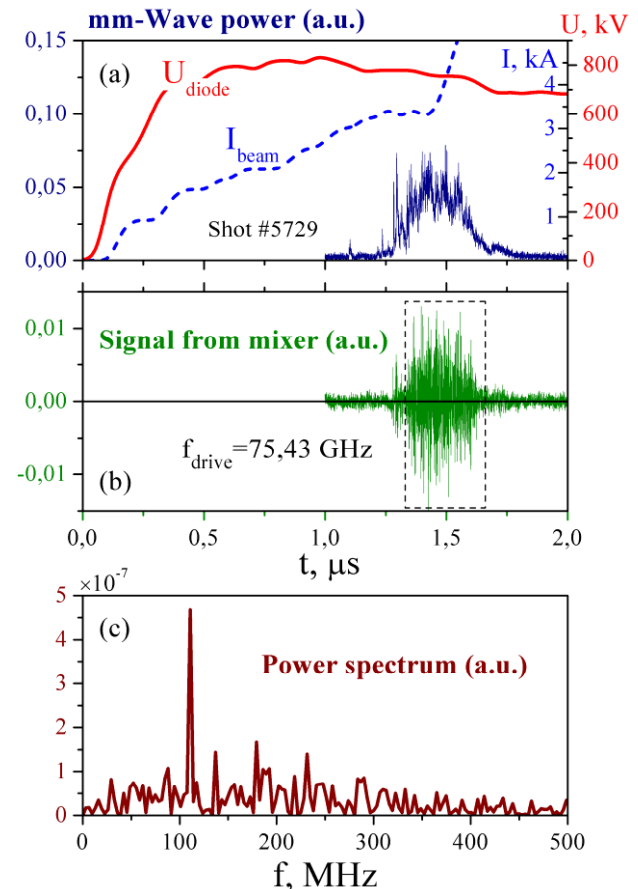 mm-Wave power (a.u.)
U, kV
0,15
(a)
U_diode
I, kA
800
4
0,10
600
3
I_beam
400
0,05
2
200
1
Shot #5729
0,00
0
0,01
Signal from mixer (a.u.)
0,00
f_drive=75,43 GHz
-0,01
(b)
0,0 0,5 1,0 1,5 2,0
t, μs
×10^-7
5
(c)
4
Power spectrum (a.u.)
3
2
1
0
0 100 200 300 400 500
f, MHz